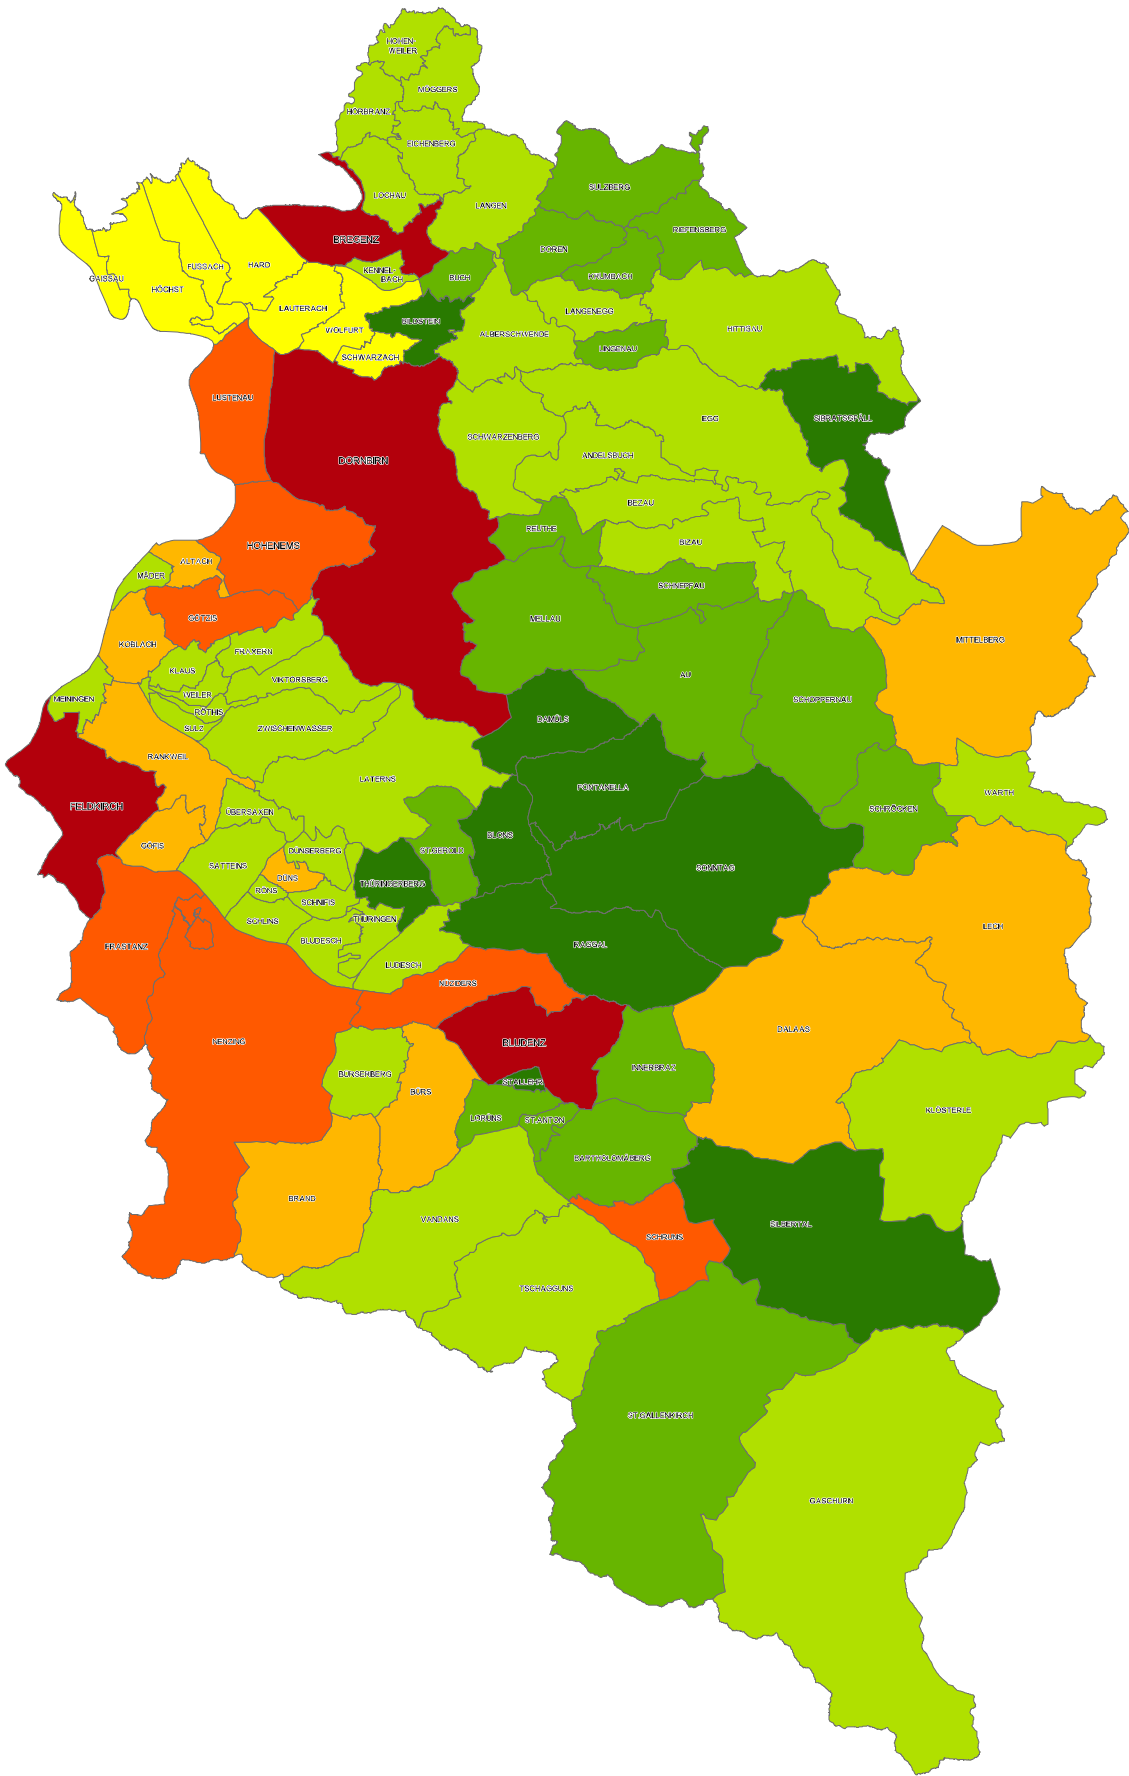 HOHEN-
WEILER
MÖGGERS
HÖRBRANZ
EICHENBERG
LOCHAU
LANGEN
SULZBERG
RIEFENSBERG
BREGENZ
DOREN
HARD
FUSSACH
KENNEL-
BACH
BUCH
KRUMBACH
GAISSAU
HÖCHST
LAUTERACH
LANGENEGG
BILDSTEIN
WOLFURT
HITTISAU
ALBERSCHWENDE
LINGENAU
SCHWARZACH
LUSTENAU
EGG
SIBRATSGFÄLL
SCHWARZENBERG
ANDELSBUCH
DORNBIRN
BEZAU
REUTHE
BIZAU
HOHENEMS
ALTACH
MÄDER
SCHNEPFAU
GÖTZIS
MELLAU
MITTELBERG
KOBLACH
FRAXERN
KLAUS
AU
VIKTORSBERG
WEILER
MEININGEN
SCHOPPERNAU
RÖTHIS
DAMÜLS
SULZ
ZWISCHENWASSER
RANKWEIL
LATERNS
FONTANELLA
WARTH
FELDKIRCH
SCHRÖCKEN
ÜBERSAXEN
BLONS
GÖFIS
DÜNSERBERG
ST.GEROLD
SATTEINS
SONNTAG
DÜNS
THÜRINGERBERG
RÖNS
SCHNIFIS
SCHLINS
THÜRINGEN
LECH
BLUDESCH
FRASTANZ
RAGGAL
LUDESCH
NÜZIDERS
DALAAS
NENZING
BLUDENZ
INNERBRAZ
BÜRSERBERG
STALLEHR
BÜRS
KLÖSTERLE
LORÜNS
ST.ANTON
BARTHOLOMÄBERG
BRAND
VANDANS
SILBERTAL
SCHRUNS
TSCHAGGUNS
ST.GALLENKIRCH
GASCHURN